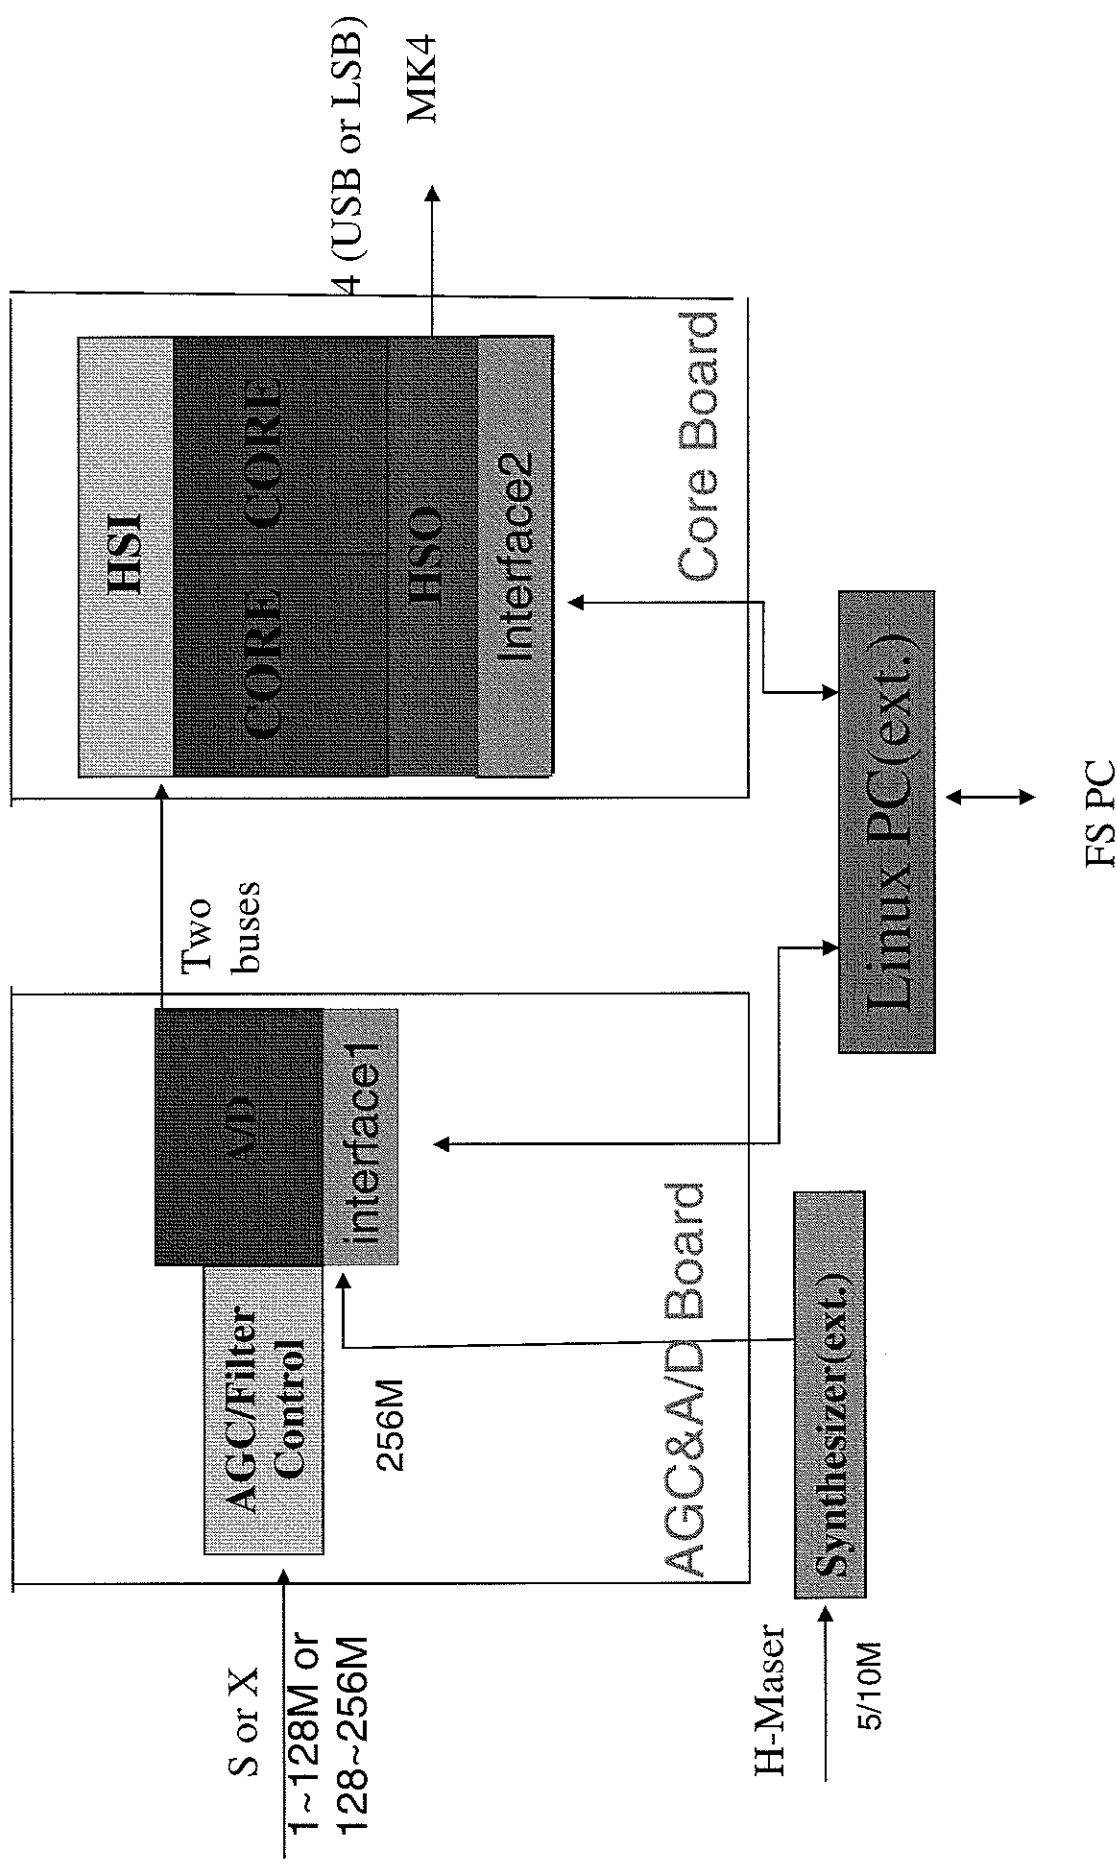 S or X
1~128M or
128~256M
AGC/Filter
Control
A/D
interface1
256M
AGC&A/D Board
H-Maser
5/10M
Synthesizer(ext.)
Two
buses
HSI
CORE CORE
HSO
Interface2
Core Board
4 (USB or LSB)
MK4
Linux PC(ext.)
FS PC